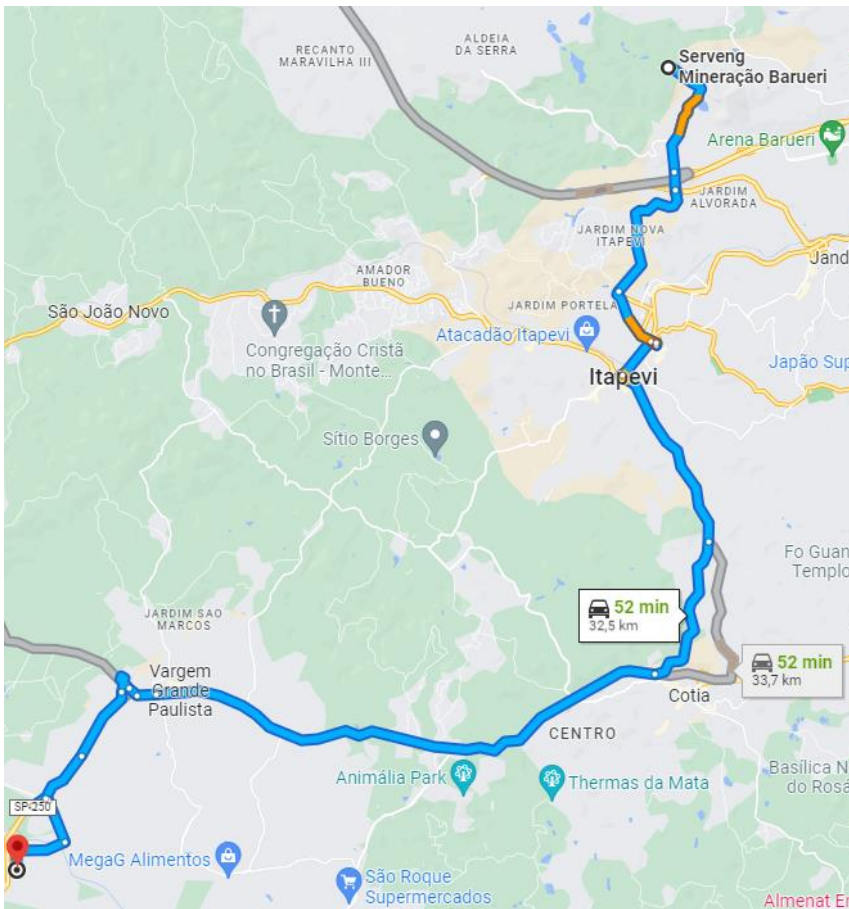 ALDEIA
DA SERRA
RECANTO
MARAVILHA III
Serveng
Mineração Barueri
Arena Barueri
JARDIM
ALVORADA
JARDIM NOVA
ITAPEVI
Jând
AMADOR
BUENO
São João Novo
JARDIM PORTELA
Atacadão Itapevi
Congregação Cristã
no Brasil - Monte...
Japão Sup
Itapevi
Sítio Borges
Fo Guan
Templo
52 min
32,5 km
JARDIM SAO
MARCOS
52 min
33,7 km
Vargem
Grande
Paulista
Cotia
CENTRO
Basílica N
do Rosá
Animália Park
Thermas da Mata
SP-250
MegaG Alimentos
São Roque
Supermercados
Almenat Em